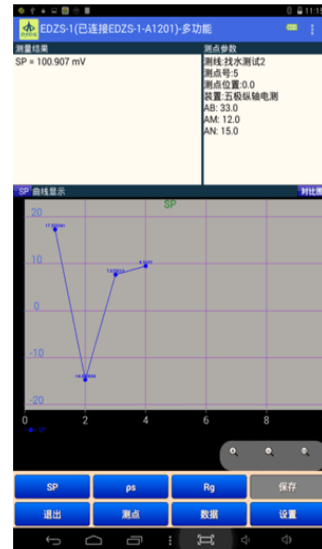 11:15
EDZS-1(已连接EDZS-1-A1201)-多功能
测量结果
SP = 100.907 mV
测点参数
测线:找水测试2
测点号:5
测点位置:0.0
装置:五极纵轴电测
AB: 33.0
AM: 12.0
AN: 15.0
SP 曲线显示
对比图
SP
20
10
0
-10
-20
0 2 4 6 8
SP
ρs
Rg
保存
退出
测点
数据
设置